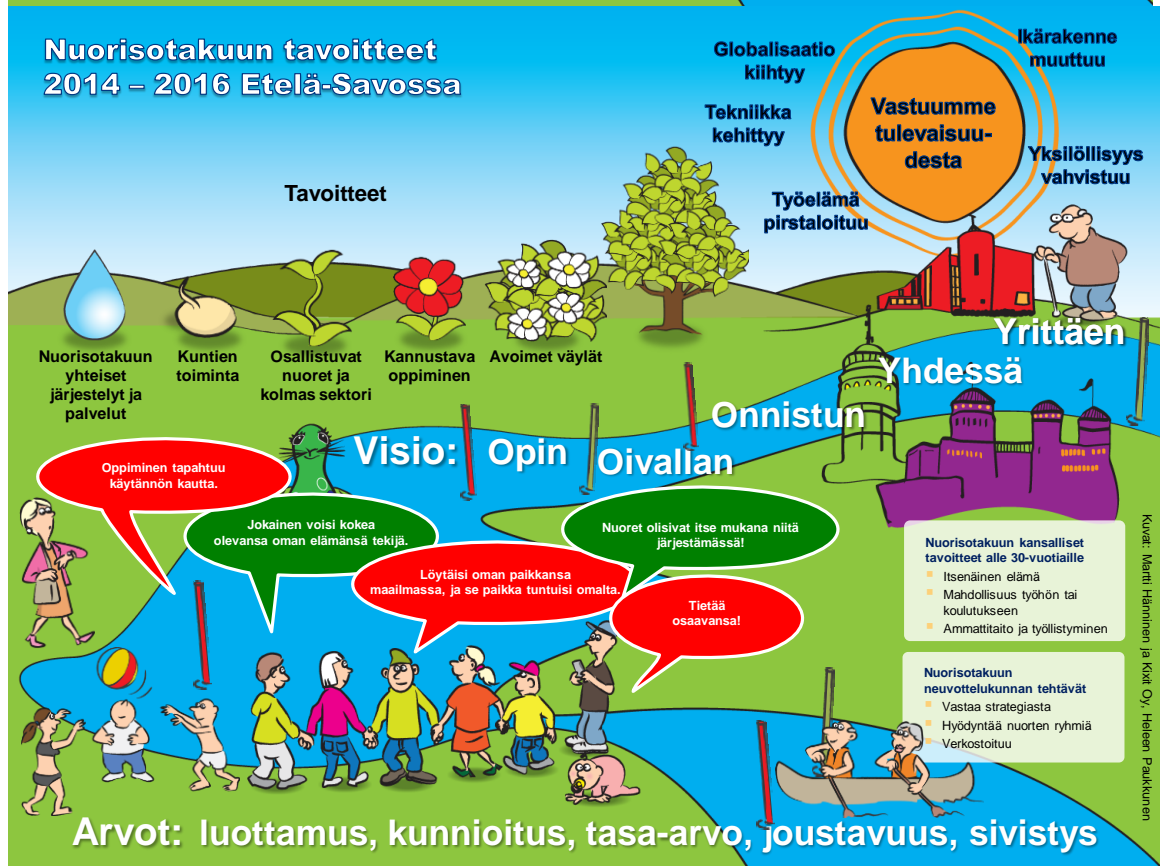 Nuorisotakuun tavoitteet
2014 – 2016 Etelä-Savossa
Globalisaatio
kiihtyy
Ikärakenne
muuttuu
Tekniikka
kehittyy
Vastuumme
tulevaisuu-
desta
Yksilöllisyys
vahvistuu
Työelämä
pirstaloituu
Tavoitteet
Nuorisotakuun
yhteiset
järjestelyt ja
palvelut
Kuntien
toiminta
Osallistuvat
nuoret ja
kolmas sektori
Kannustava
oppiminen
Avoimet väylät
Visio:
Opin
Oivallan
Onnistun
Yhdessä
Yrittäen
Oppiminen tapahtuu
käytännön kautta.
Jokainen voisi kokea
olevansa oman elämänsä tekijä.
Löytäisi oman paikkansa
maailmassa, ja se paikka tuntuisi omalta.
Nuoret olisivat itse mukana niitä
järjestämässä!
Tietää
osaavansa!
Nuorisotakuun kansalliset
tavoitteet alle 30-vuotiaille
Itsenäinen elämä
Mahdollisuus työhön tai
koulutukseen
Ammattitaito ja työllistyminen
Nuorisotakuun
neuvottelukunnan tehtävät
Vastaa strategiasta
Hyödyntää nuorten ryhmiä
Verkostoituu
Kuvat: Martti Hänninen ja Kixit Oy, Heleen Paukkunen
Arvot: luottamus, kunnioitus, tasa-arvo, joustavuus, sivistys